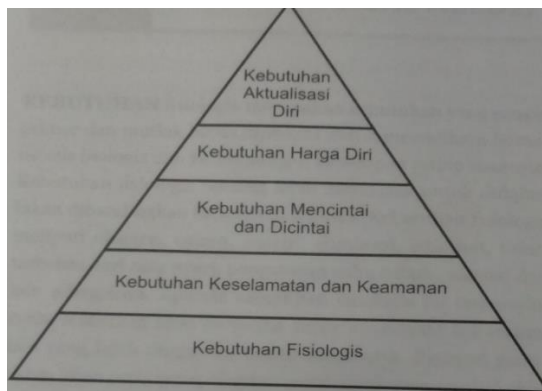 Kebutuhan
Aktualisasi
Diri
Kebutuhan Harga Diri
Kebutuhan Mencintai
dan Dicintai
Kebutuhan Keselamatan dan Keamanan
Kebutuhan Fisiologis